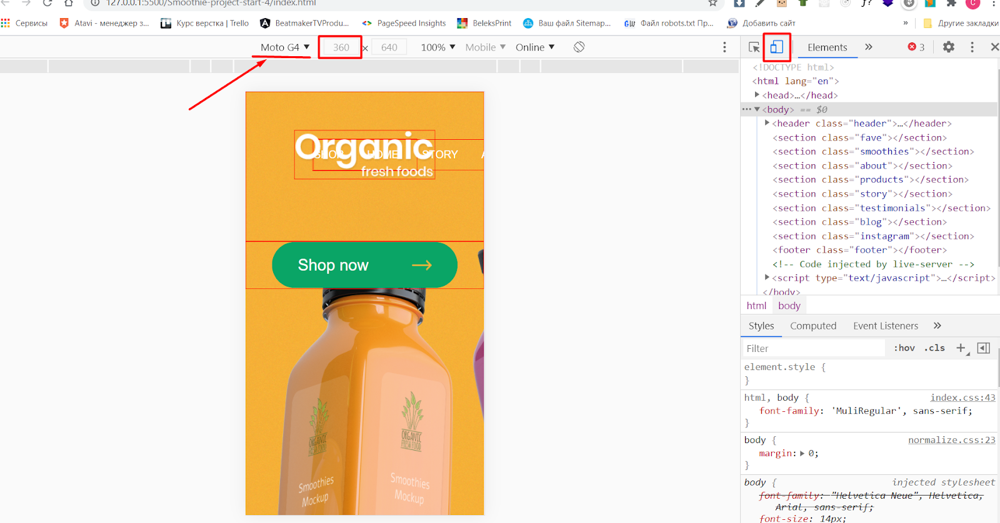 127.0.0.1:5500/Smoothie-project-start-4/index.html
Сервисы
Atavi - менеджер з...
Курс верстка | Trello
BeatmakerTVProdu...
PageSpeed Insights
BeleksPrint
Ваш файл Sitemap...
Файл robots.txt Пр...
Добавить сайт
»
Другие закладки
Moto G4 ▼
360
×
640
100% ▼
Mobile ▼
Online ▼
Elements
»
3
<!DOCTYPE html>
<html lang="en">
<head>…</head>
<body> == $0
<header class="header">…</header>
<section class="fave"></section>
<section class="smoothies"></section>
<section class="about"></section>
<section class="products"></section>
<section class="story"></section>
<section class="testimonials"></section>
<section class="blog"></section>
<section class="instagram"></section>
<footer class="footer"></footer>
<!-- Code injected by live-server -->
<script type="text/javascript">…</script>
</body>
html
body
Styles
Computed
Event Listeners
»
Filter
:hov
.cls
+
element.style {
}
html, body {
index.css:43
font-family: 'MuliRegular', sans-serif;
}
body {
normalize.css:23
margin: 0;
}
body {
injected stylesheet
font-family: "Helvetica Neue", Helvetica,
Arial, sans-serif;
font-size: 14px;
Organic
fresh foods
SHOP
HOME
STORY
Shop now
ORGANIC
FRESH FOOD
Smoothies
Mockup
ORGANIC
FRESH FOOD
Smoothies
Mockup